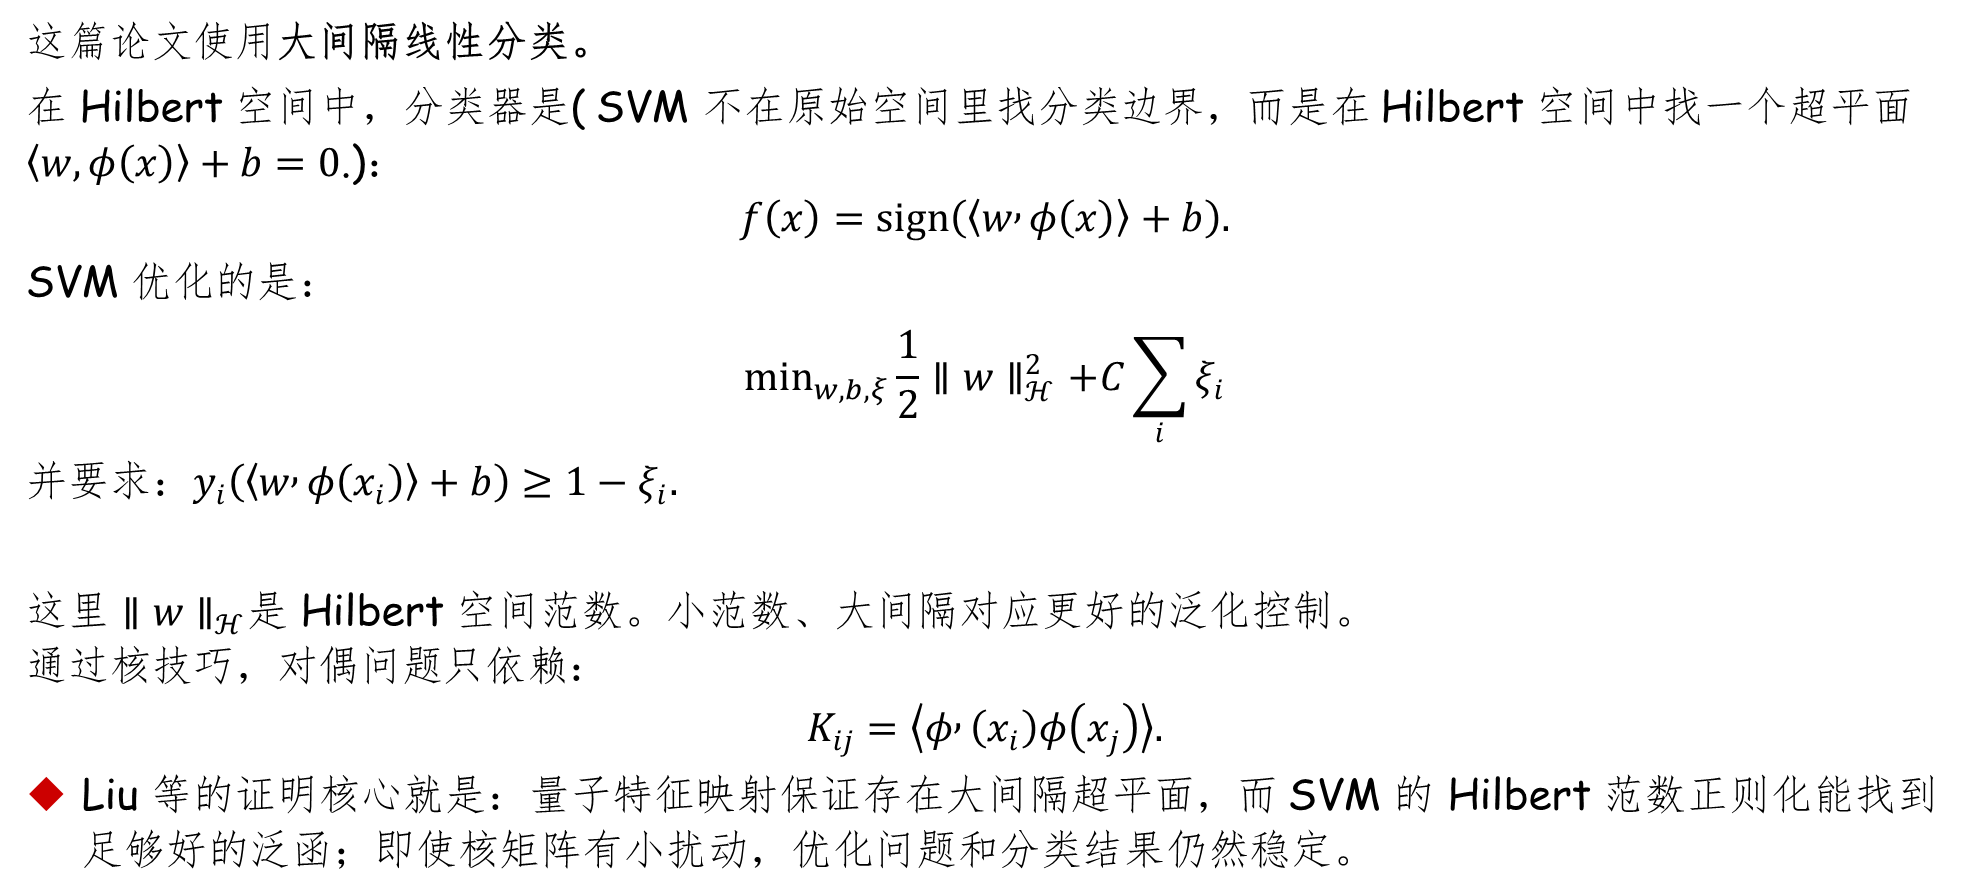 这篇论文使用大间隔线性分类。
在 Hilbert 空间中，分类器是( SVM 不在原始空间里找分类边界，而是在 Hilbert 空间中找一个超平面
⟨w, ϕ(x)⟩ + b = 0.)：
f(x) = sign(⟨w, ϕ(x)⟩ + b).
SVM 优化的是：
min_{w,b,ξ} \frac{1}{2} ∥ w ∥_ℋ^2 +C ∑_i ξ_i
并要求：y_i(⟨w, ϕ(x_i)⟩ + b) ≥ 1 − ξ_i.
这里 ∥ w ∥_ℋ是 Hilbert 空间范数。小范数、大间隔对应更好的泛化控制。
通过核技巧，对偶问题只依赖：
K_{ij} = ⟨ϕ, (x_i)ϕ(x_j)⟩.
◆ Liu 等的证明核心就是：量子特征映射保证存在大间隔超平面，而 SVM 的 Hilbert 范数正则化能找到
足够好的泛函；即使核矩阵有小扰动，优化问题和分类结果仍然稳定。